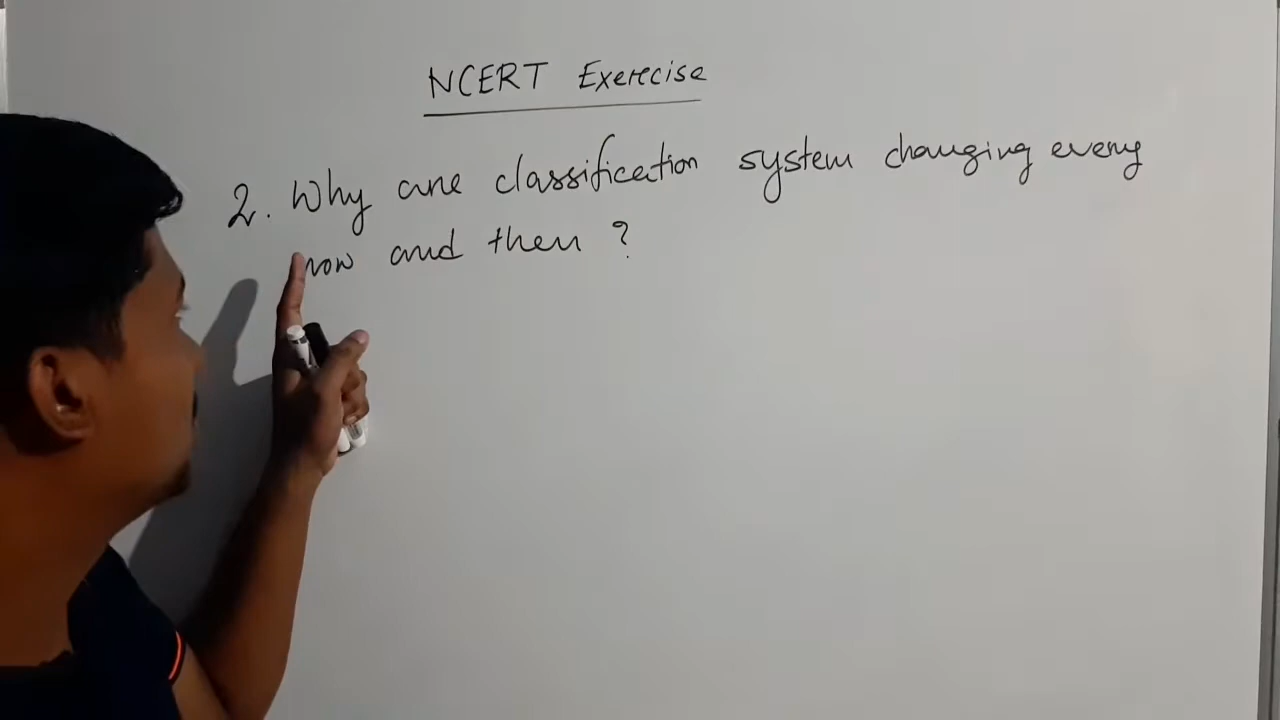 NCERT Exercise
2. Why are classification system changing every
now and then ?